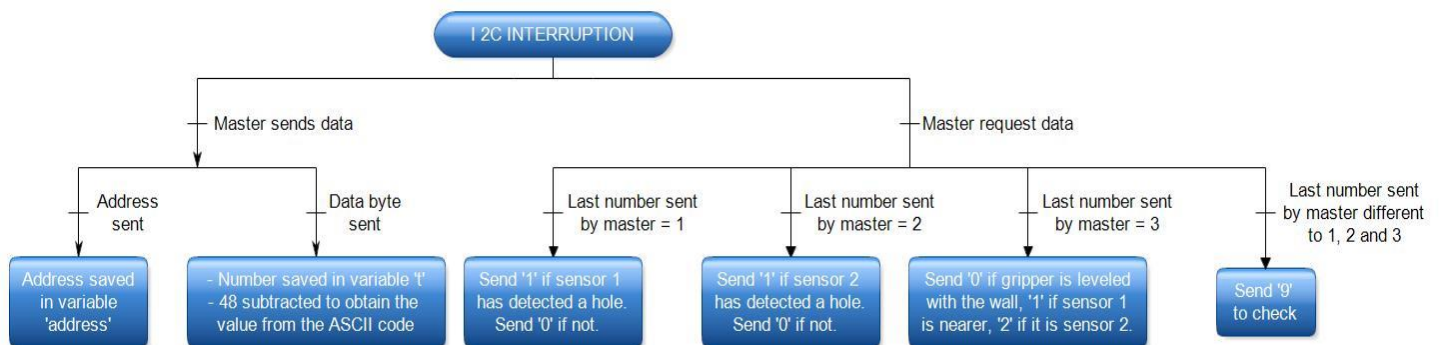 I 2C INTERRUPTION
Master sends data
Master request data
Address
sent
Data byte
sent
Last number sent
by master = 1
Last number sent
by master = 2
Last number sent
by master = 3
Last number sent
by master different
to 1, 2 and 3
Address saved
in variable
'address'
- Number saved in variable 't'
- 48 subtracted to obtain the
value from the ASCII code
Send '1' if sensor 1
has detected a hole.
Send '0' if not.
Send '1' if sensor 2
has detected a hole.
Send '0' if not.
Send '0' if gripper is leveled
with the wall, '1' if sensor 1
is nearer, '2' if it is sensor 2.
Send '9'
to check